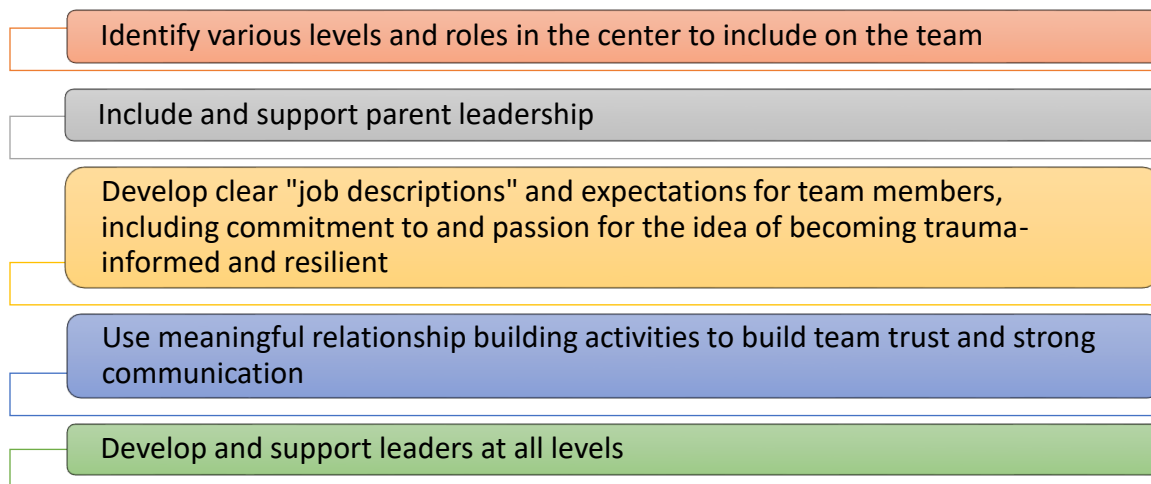 Identify various levels and roles in the center to include on the team
Include and support parent leadership
Develop clear "job descriptions" and expectations for team members,
including commitment to and passion for the idea of becoming trauma-
informed and resilient
Use meaningful relationship building activities to build team trust and strong
communication
Develop and support leaders at all levels